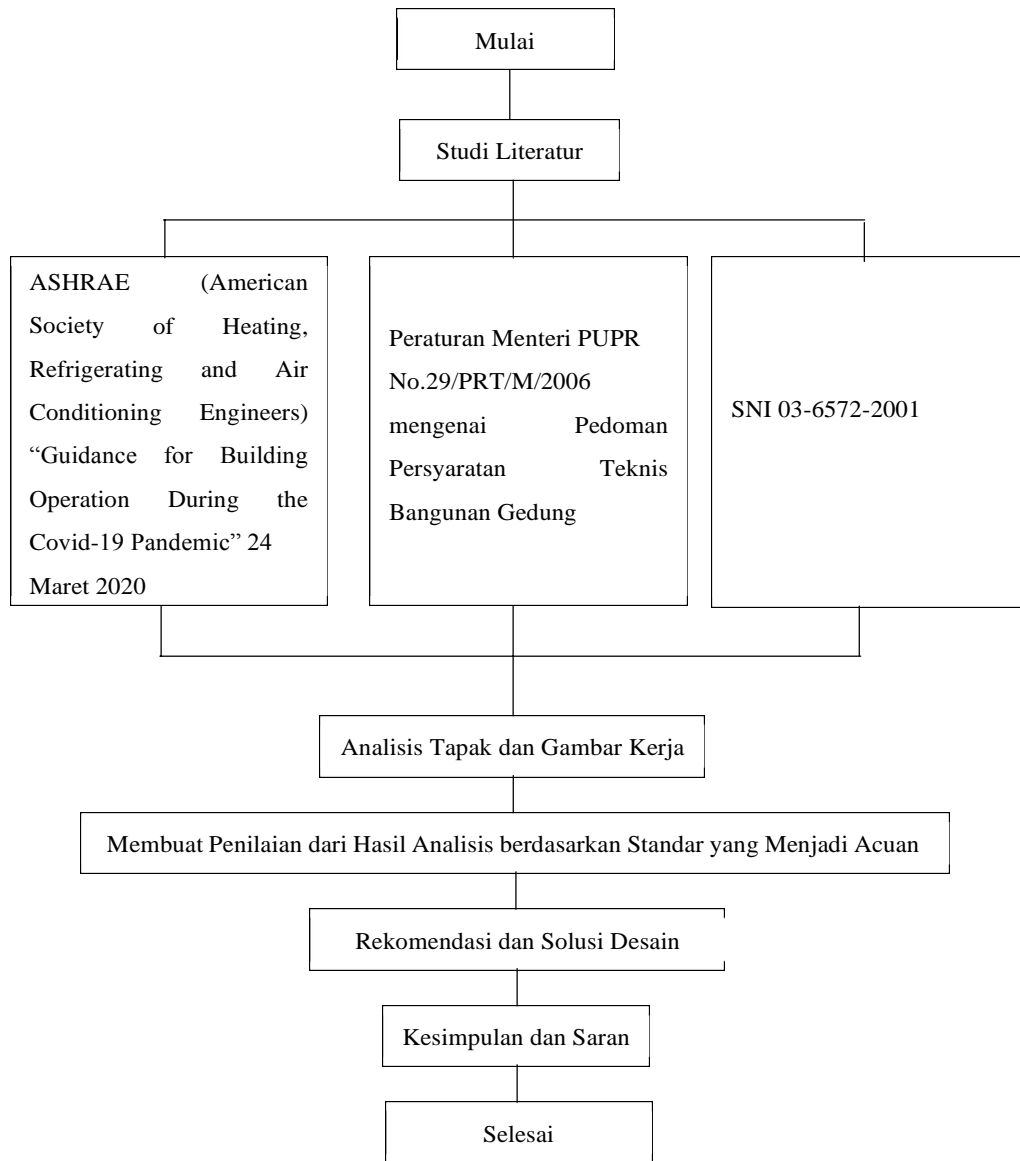 Mulai
Studi Literatur
ASHRAE (American
Society of Heating,
Refrigerating and Air
Conditioning Engineers)
“Guidance for Building
Operation During the
Covid-19 Pandemic” 24
Maret 2020
Peraturan Menteri PUPR
No.29/PRT/M/2006
mengenai Pedoman
Persyaratan Teknis
Bangunan Gedung
SNI 03-6572-2001
Analisis Tapak dan Gambar Kerja
Membuat Penilaian dari Hasil Analisis berdasarkan Standar yang Menjadi Acuan
Rekomendasi dan Solusi Desain
Kesimpulan dan Saran
Selesai